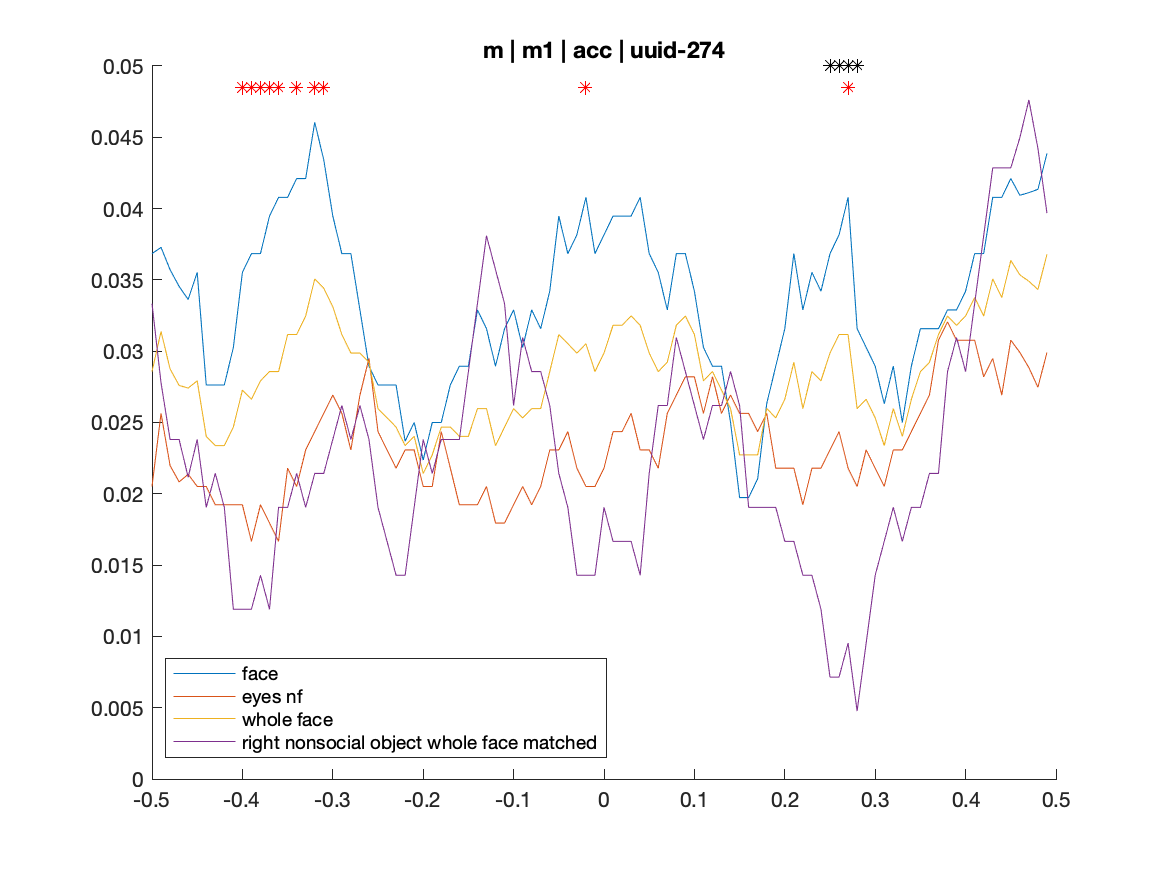 m | m1 | acc | uuid-274
0.05
0.045
0.04
0.035
0.03
0.025
0.02
0.015
0.01
0.005
0
face
eyes nf
whole face
right nonsocial object whole face matched
-0.5 -0.4 -0.3 -0.2 -0.1 0 0.1 0.2 0.3 0.4 0.5